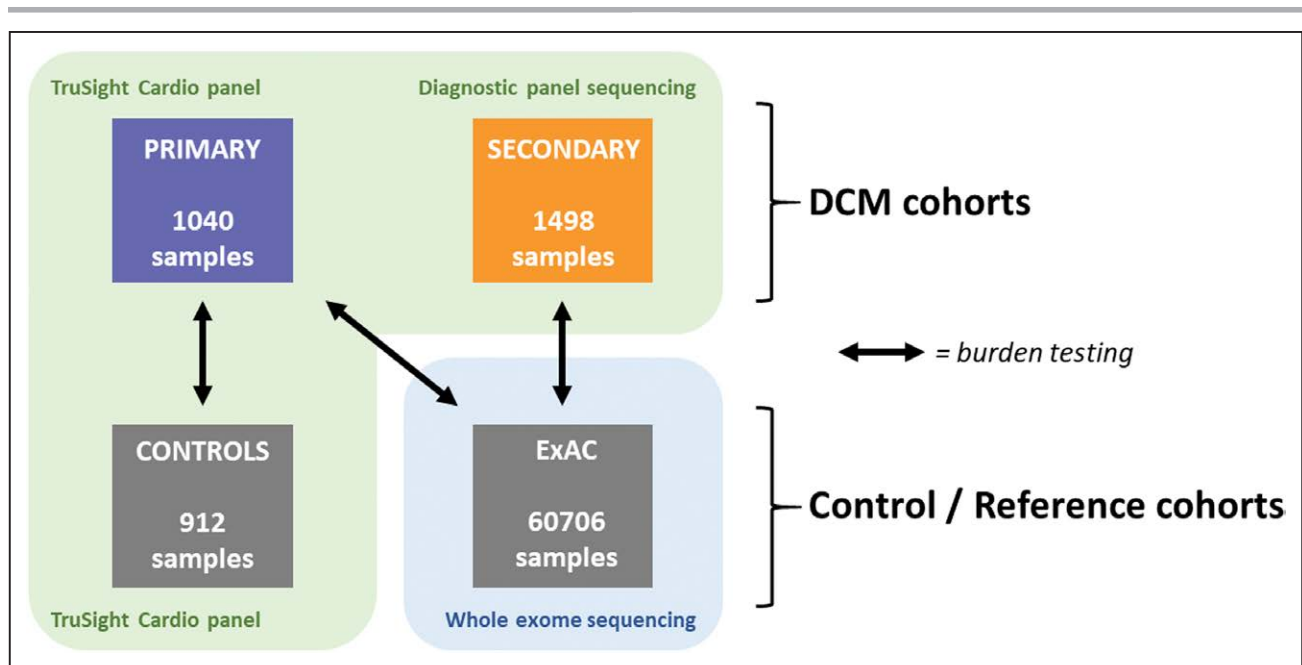 TruSight Cardio panel
Diagnostic panel sequencing
PRIMARY
1040
samples
SECONDARY
1498
samples
DCM cohorts
= burden testing
CONTROLS
912
samples
ExAC
60706
samples
Control / Reference cohorts
TruSight Cardio panel
Whole exome sequencing